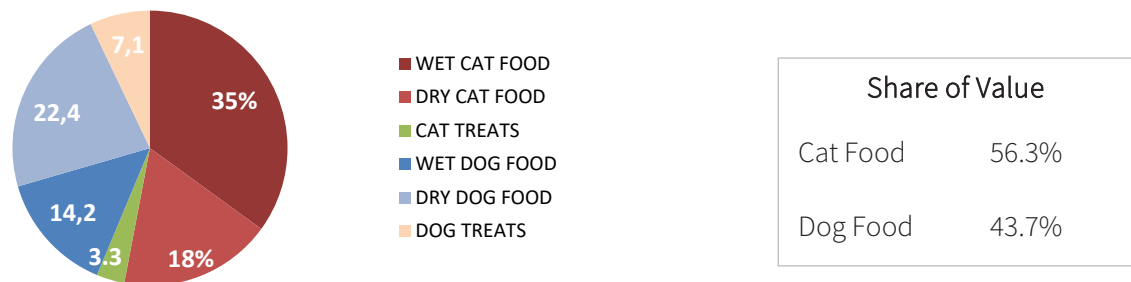 7,1
35%
22,4
14,2
3.3
18%
WET CAT FOOD
DRY CAT FOOD
CAT TREATS
WET DOG FOOD
DRY DOG FOOD
DOG TREATS
Share of Value
Cat Food 56.3%
Dog Food 43.7%